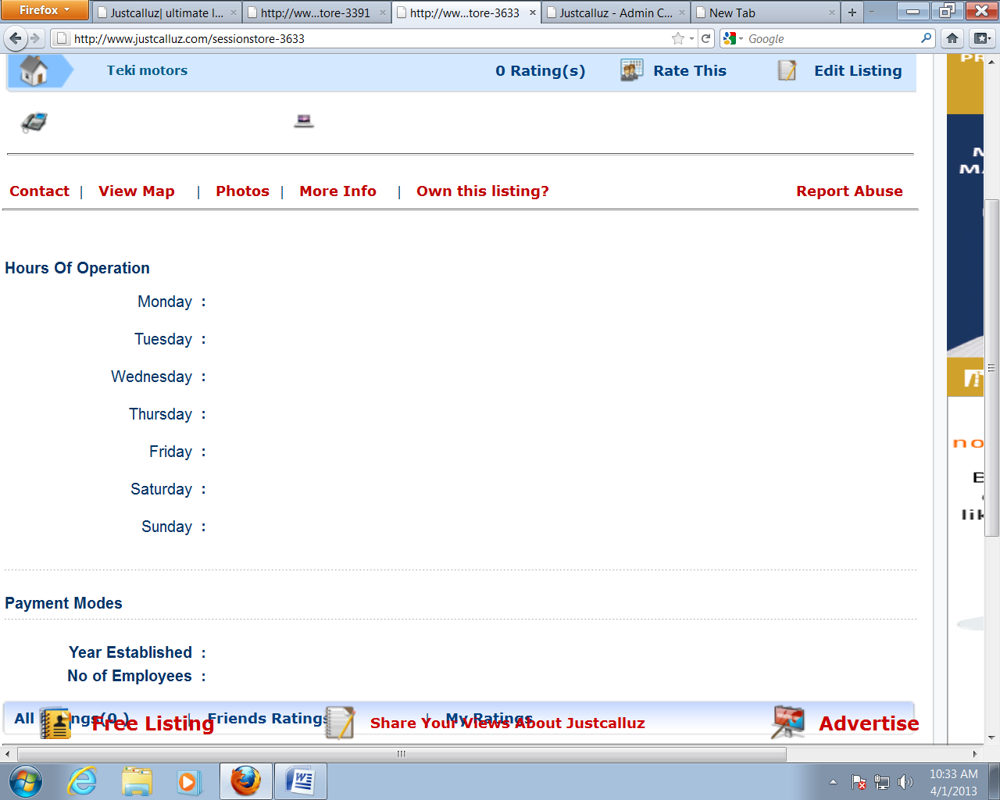 Firefox
Justcalluz| ultimate l...
http://ww...tore-3391
http://ww...tore-3633
Justcalluz - Admin C...
New Tab
http://www.justcalluz.com/sessionstore-3633
Google
Teki motors
0 Rating(s)
Rate This
Edit Listing
Contact | View Map | Photos | More Info | Own this listing?
Report Abuse
Hours Of Operation
Monday :
Tuesday :
Wednesday :
Thursday :
Friday :
Saturday :
Sunday :
Payment Modes
Year Established :
No of Employees :
All ngs(0 ) | Friends Ratings | My Ratings
Free Listing
Share Your Views About Justcalluz
Advertise
PR
M
MA
no
B
lik
10:33 AM
4/1/2013